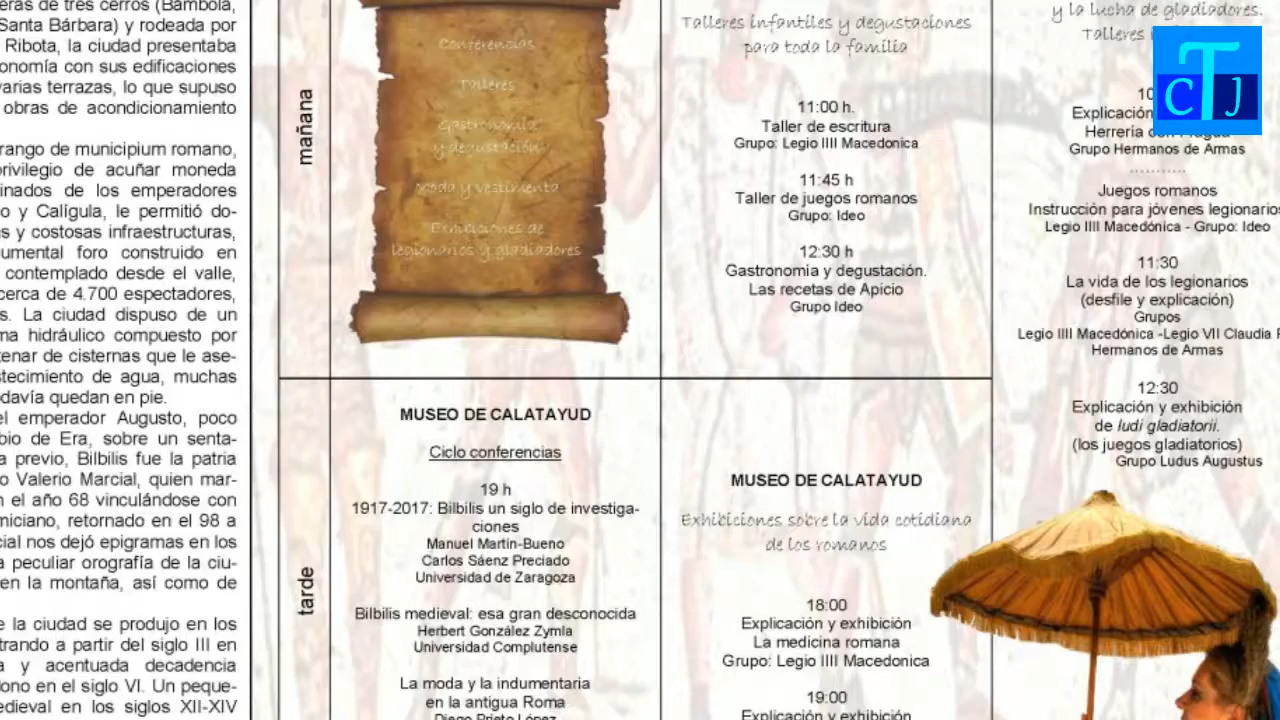 eras de tres cerros (Bámbola,
Santa Bárbara) y rodeada por
Ribota, la ciudad presentaba
onomía con sus edificaciones
varias terrazas, lo que supuso
obras de acondicionamiento
rango de municipium romano,
privilegio de acuñar moneda
inados de los emperadores
o y Calígula, le permitió do-
s y costosas infraestructuras,
umental foro construido en
contemplado desde el valle,
cerca de 4.700 espectadores,
s. La ciudad dispuso de un
ma hidráulico compuesto por
tenar de cisternas que le ase-
stecimiento de agua, muchas
davía quedan en pie.
el emperador Augusto, poco
bio de Era, sobre un senta-
a previo, Bilbilis fue la patria
o Valerio Marcial, quien mar-
n el año 68 vinculándose con
miciano, retornado en el 98 a
cial nos dejó epigramas en los
a peculiar orografía de la ciu-
en la montaña, así como de
e la ciudad se produjo en los
trando a partir del siglo III en
a y acentuada decadencia
ono en el siglo VI. Un peque-
edieval en los siglos XII-XIV
mañana
Conferencias
Talleres
Gastronomía
y degustación
Moda y vestimenta
Exhibiciones de
legionarios y gladiadores
Talleres infantiles y degustaciones
para toda la familia
11:00 h.
Taller de escritura
Grupo: Legio IIII Macedonica
11:45 h
Taller de juegos romanos
Grupo: Ideo
12:30 h
Gastronomia y degustación.
Las recetas de Apicio
Grupo Ideo
y la lucha de gladiadores.
Talleres
CTJ
10
Explicación
Herrería con Fragua
Grupo Hermanos de Armas
...........
Juegos romanos
Instrucción para jóvenes legionarios
Legio IIII Macedónica - Grupo: Ideo
11:30
La vida de los legionarios
(desfile y explicación)
Grupos
Legio IIII Macedónica -Legio VII Claudia P
Hermanos de Armas
12:30
Explicación y exhibición
de ludi gladiatorii.
(los juegos gladiatorios)
Grupo Ludus Augustus
tarde
MUSEO DE CALATAYUD
Ciclo conferencias
19 h
1917-2017: Bilbilis un siglo de investiga-
ciones
Manuel Martin-Bueno
Carlos Sáenz Preciado
Universidad de Zaragoza
Bilbilis medieval: esa gran desconocida
Herbert González Zymla
Universidad Complutense
La moda y la indumentaria
en la antigua Roma
Diego Prieto López
MUSEO DE CALATAYUD
Exhibiciones sobre la vida cotidiana
de los romanos
18:00
Explicación y exhibición
La medicina romana
Grupo: Legio IIII Macedonica
19:00
Explicación y exhibición